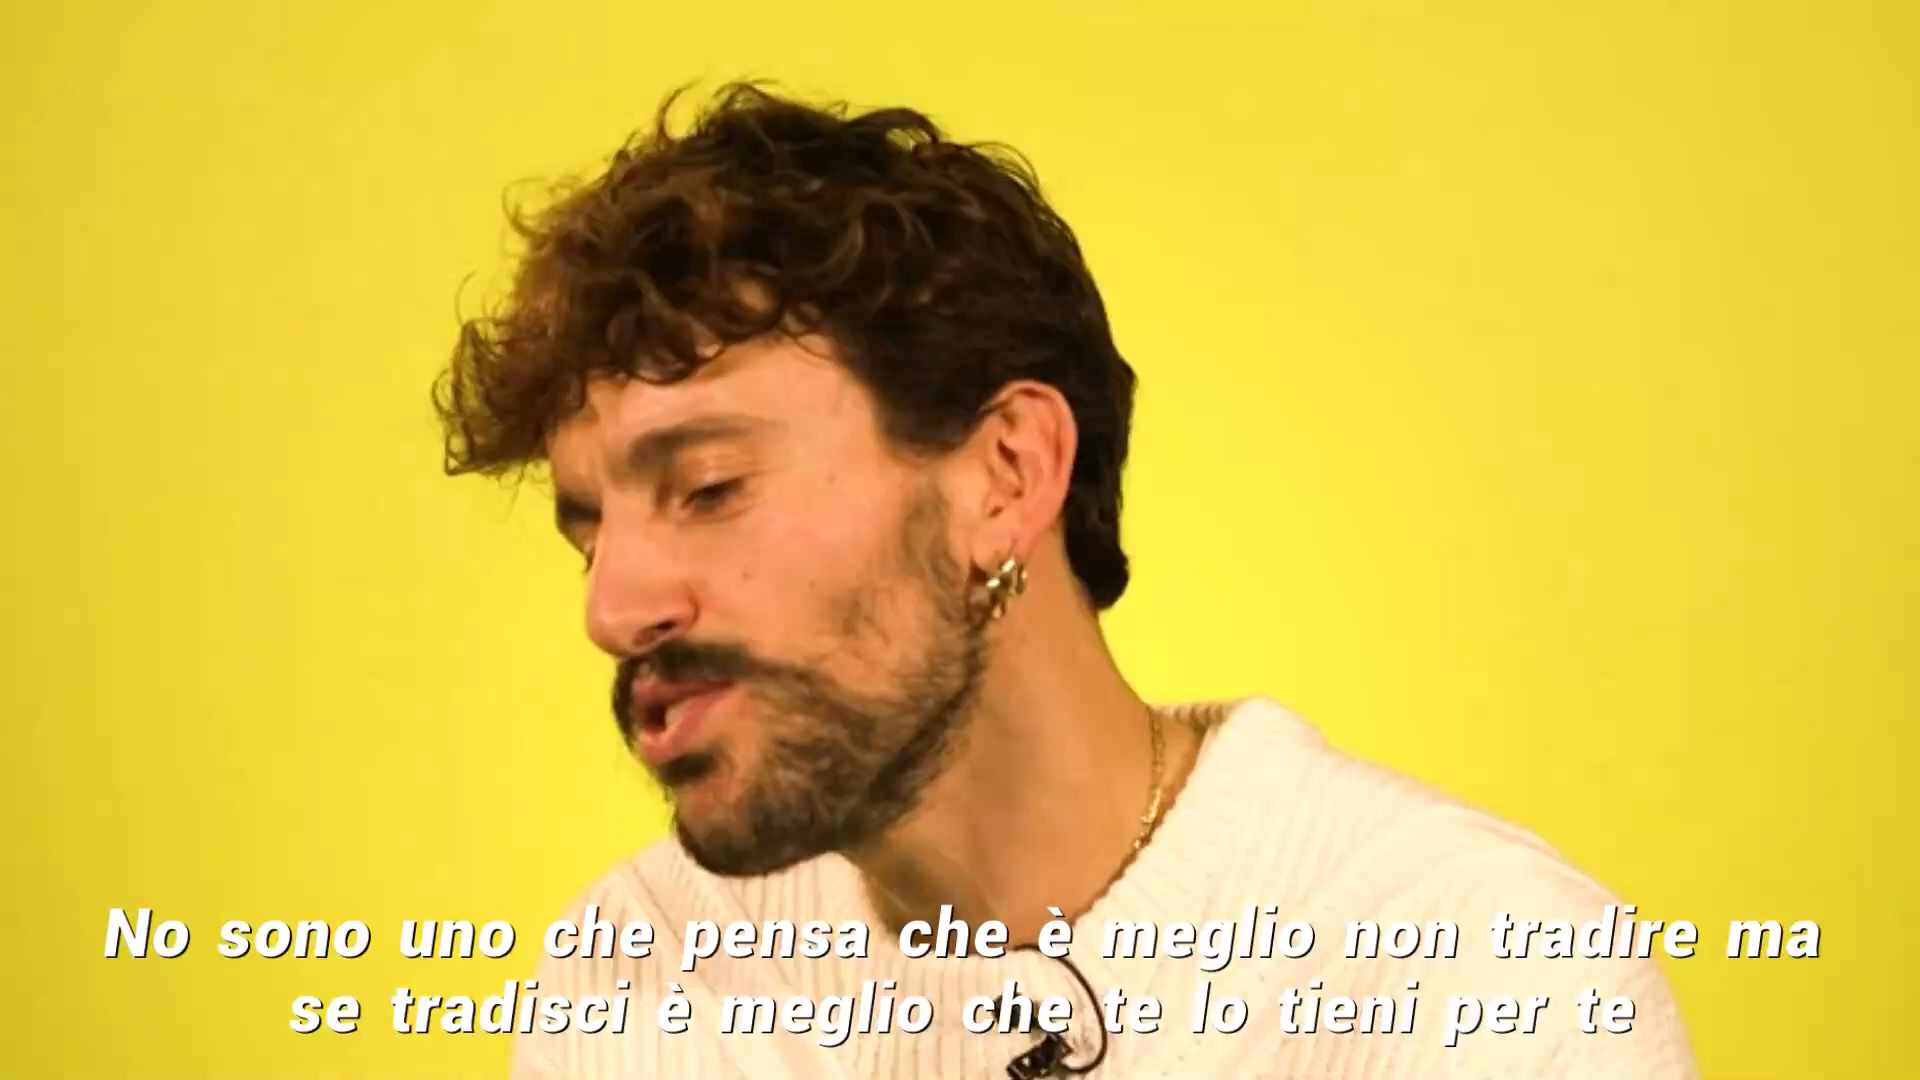 No sono uno che pensa che è meglio non tradire ma
se tradisci è meglio che te lo tieni per te